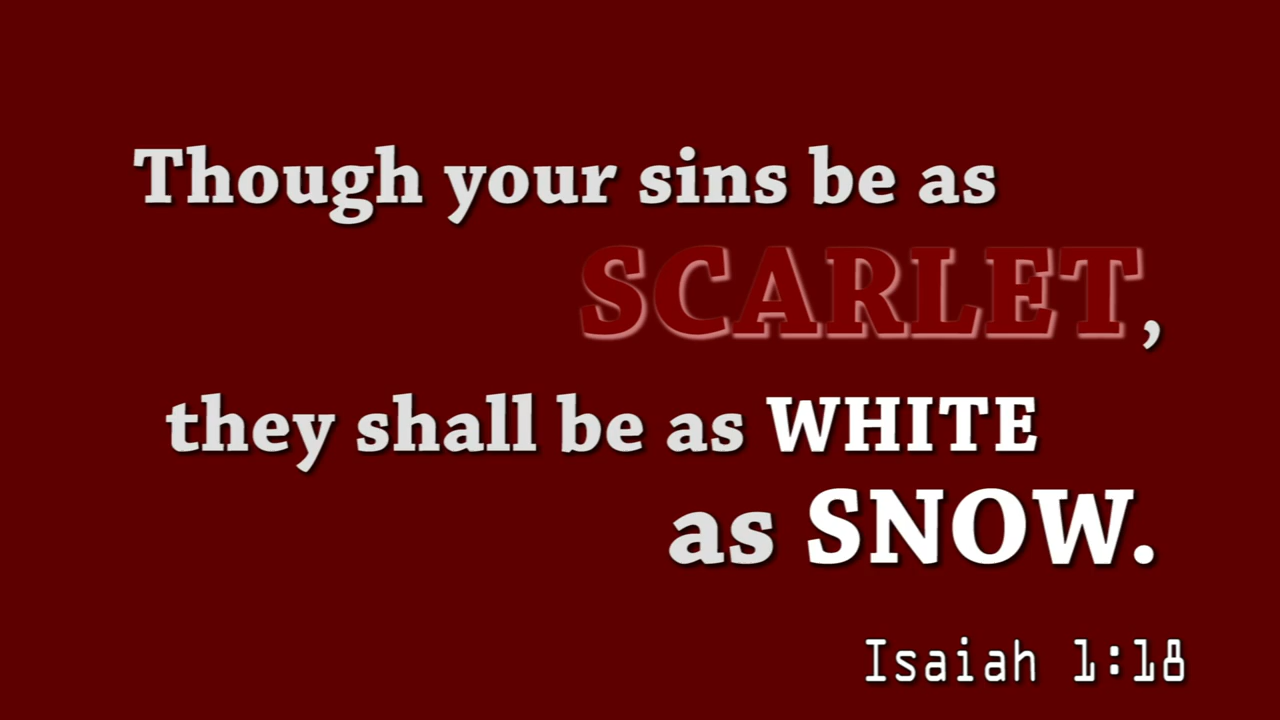 Though your sins be as
SCARLET,
they shall be as WHITE
as SNOW.
Isaiah 1:18